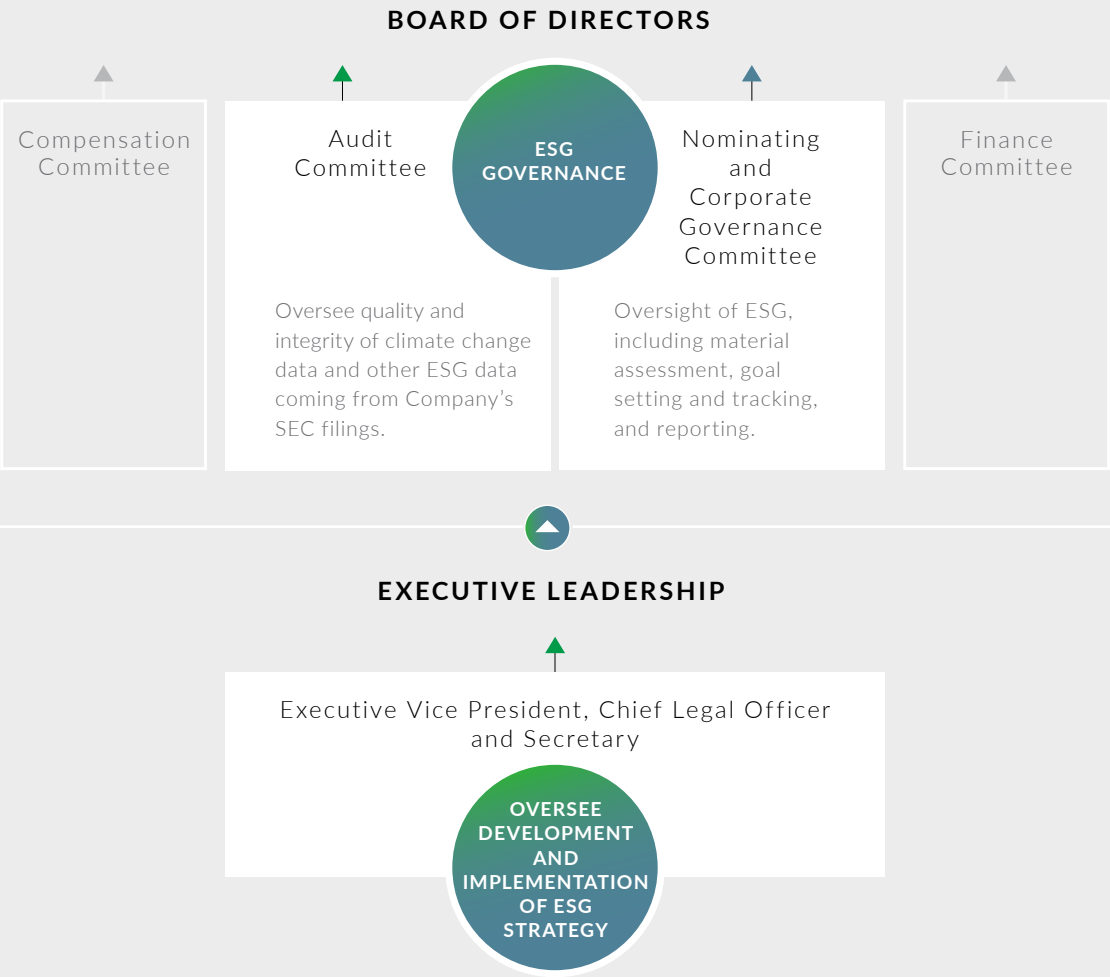 BOARD OF DIRECTORS
Compensation
Committee
Audit
Committee
ESG
GOVERNANCE
Nominating
and
Corporate
Governance
Committee
Finance
Committee
Oversee quality and
integrity of climate change
data and other ESG data
coming from Company’s
SEC filings.
Oversight of ESG,
including material
assessment, goal
setting and tracking,
and reporting.
EXECUTIVE LEADERSHIP
Executive Vice President, Chief Legal Officer
and Secretary
OVERSEE
DEVELOPMENT
AND
IMPLEMENTATION
OF ESG
STRATEGY